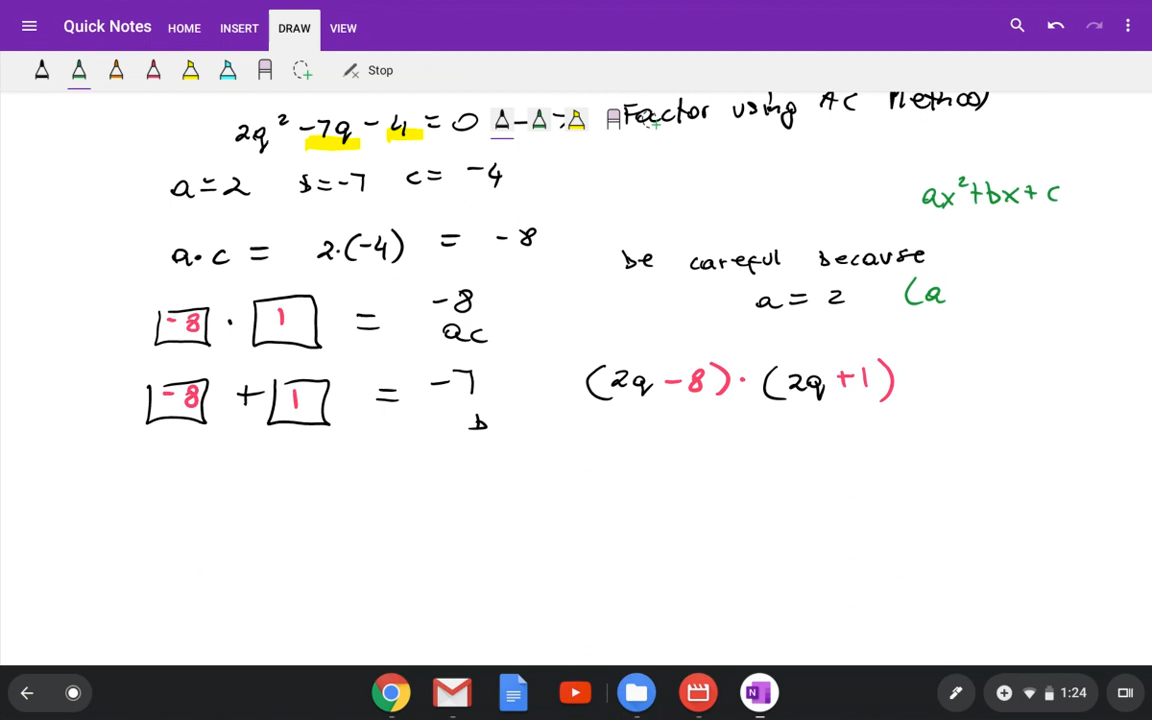 Quick Notes HOME INSERT DRAW VIEW
Stop
Factor using AC Method
2q² - 7q - 4 = 0
a = 2 b = -7 c = -4
ax² + bx + c
a·c = 2·(-4) = -8
be careful because
a = 2 (a
-8 · 1 = -8
ac
(2q - 8) · (2q + 1)
-8 + 1 = -7
b
1:24